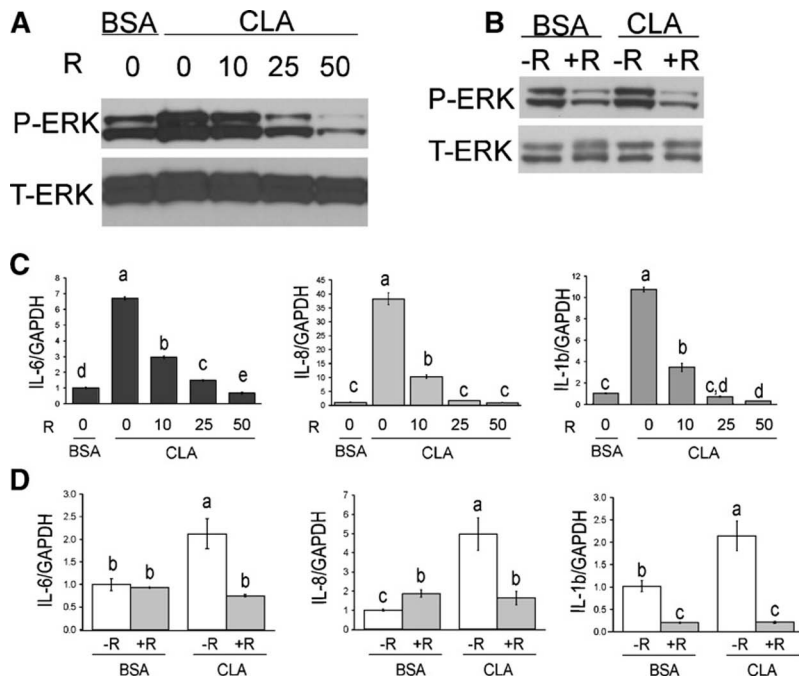 A
BSA CLA
R 0 0 10 25 50
P-ERK
T-ERK
B
BSA CLA
-R +R -R +R
P-ERK
T-ERK
C
IL-6/GAPDH
8
7
6
5
4
3
2
1
0
d a b c e
R 0 0 10 25 50
BSA CLA
IL-8/GAPDH
45
40
35
30
25
20
15
10
5
0
c a b c c
R 0 0 10 25 50
BSA CLA
IL-1b/GAPDH
12
10
8
6
4
2
0
c a b c,d d
R 0 0 10 25 50
BSA CLA
D
IL-6/GAPDH
3.0
2.5
2.0
1.5
1.0
0.5
0.0
b b a b
-R +R -R +R
BSA CLA
IL-8/GAPDH
7
6
5
4
3
2
1
0
c b a b
-R +R -R +R
BSA CLA
IL-1b/GAPDH
3.0
2.5
2.0
1.5
1.0
0.5
0.0
b c a c
-R +R -R +R
BSA CLA